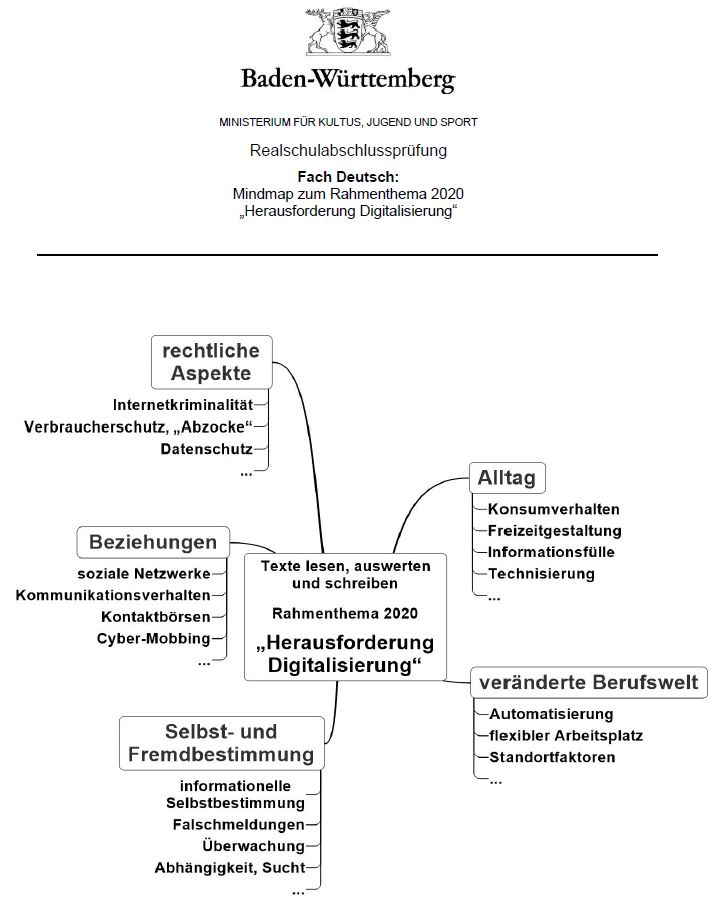 Baden-Württemberg
MINISTERIUM FÜR KULTUS, JUGEND UND SPORT
Realschulabschlussprüfung
Fach Deutsch:
Mindmap zum Rahmenthema 2020
„Herausforderung Digitalisierung“
rechtliche
Aspekte
Internetkriminalität
Verbraucherschutz, „Abzocke“
Datenschutz
...
Beziehungen
soziale Netzwerke
Kommunikationsverhalten
Kontaktbörsen
Cyber-Mobbing
...
Selbst- und
Fremdbestimmung
informationelle
Selbstbestimmung
Falschmeldungen
Überwachung
Abhängigkeit, Sucht
...
Texte lesen, auswerten
und schreiben
Rahmenthema 2020
„Herausforderung
Digitalisierung“
Alltag
Konsumverhalten
Freizeitgestaltung
Informationsfülle
Technisierung
...
veränderte Berufswelt
Automatisierung
flexibler Arbeitsplatz
Standortfaktoren
...